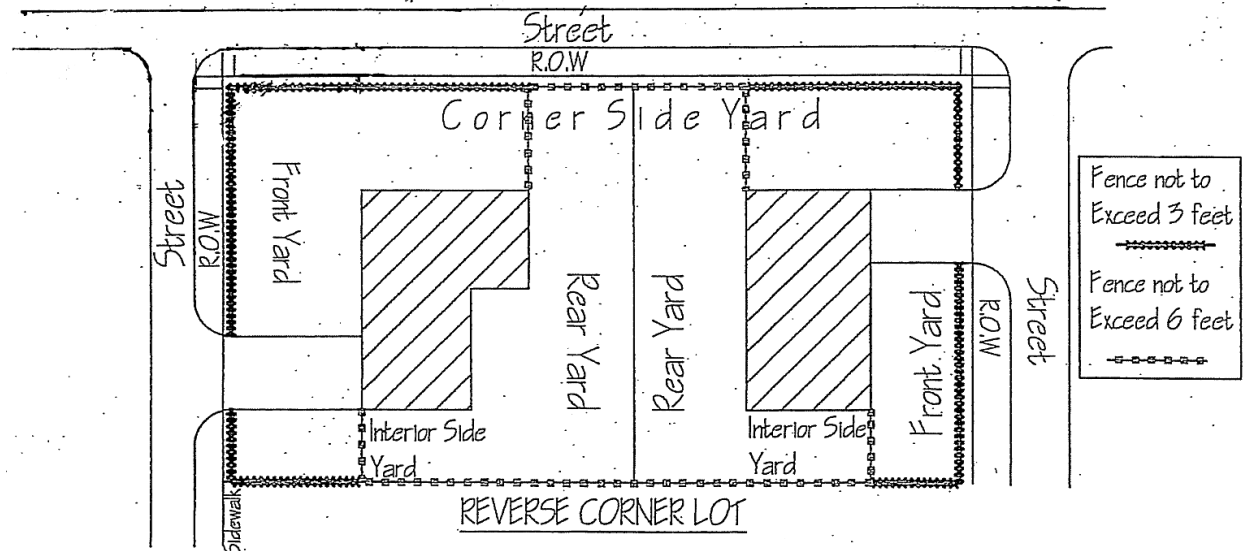 Street
R.O.W
Corner Side Yard
Front Yard
Street
R.O.W
Rear Yard
Rear Yard
Front Yard
R.O.W
Street
Fence not to
Exceed 3 feet
Fence not to
Exceed 6 feet
Interior Side
Yard
Interior Side
Yard
Sidewalk
REVERSE CORNER LOT